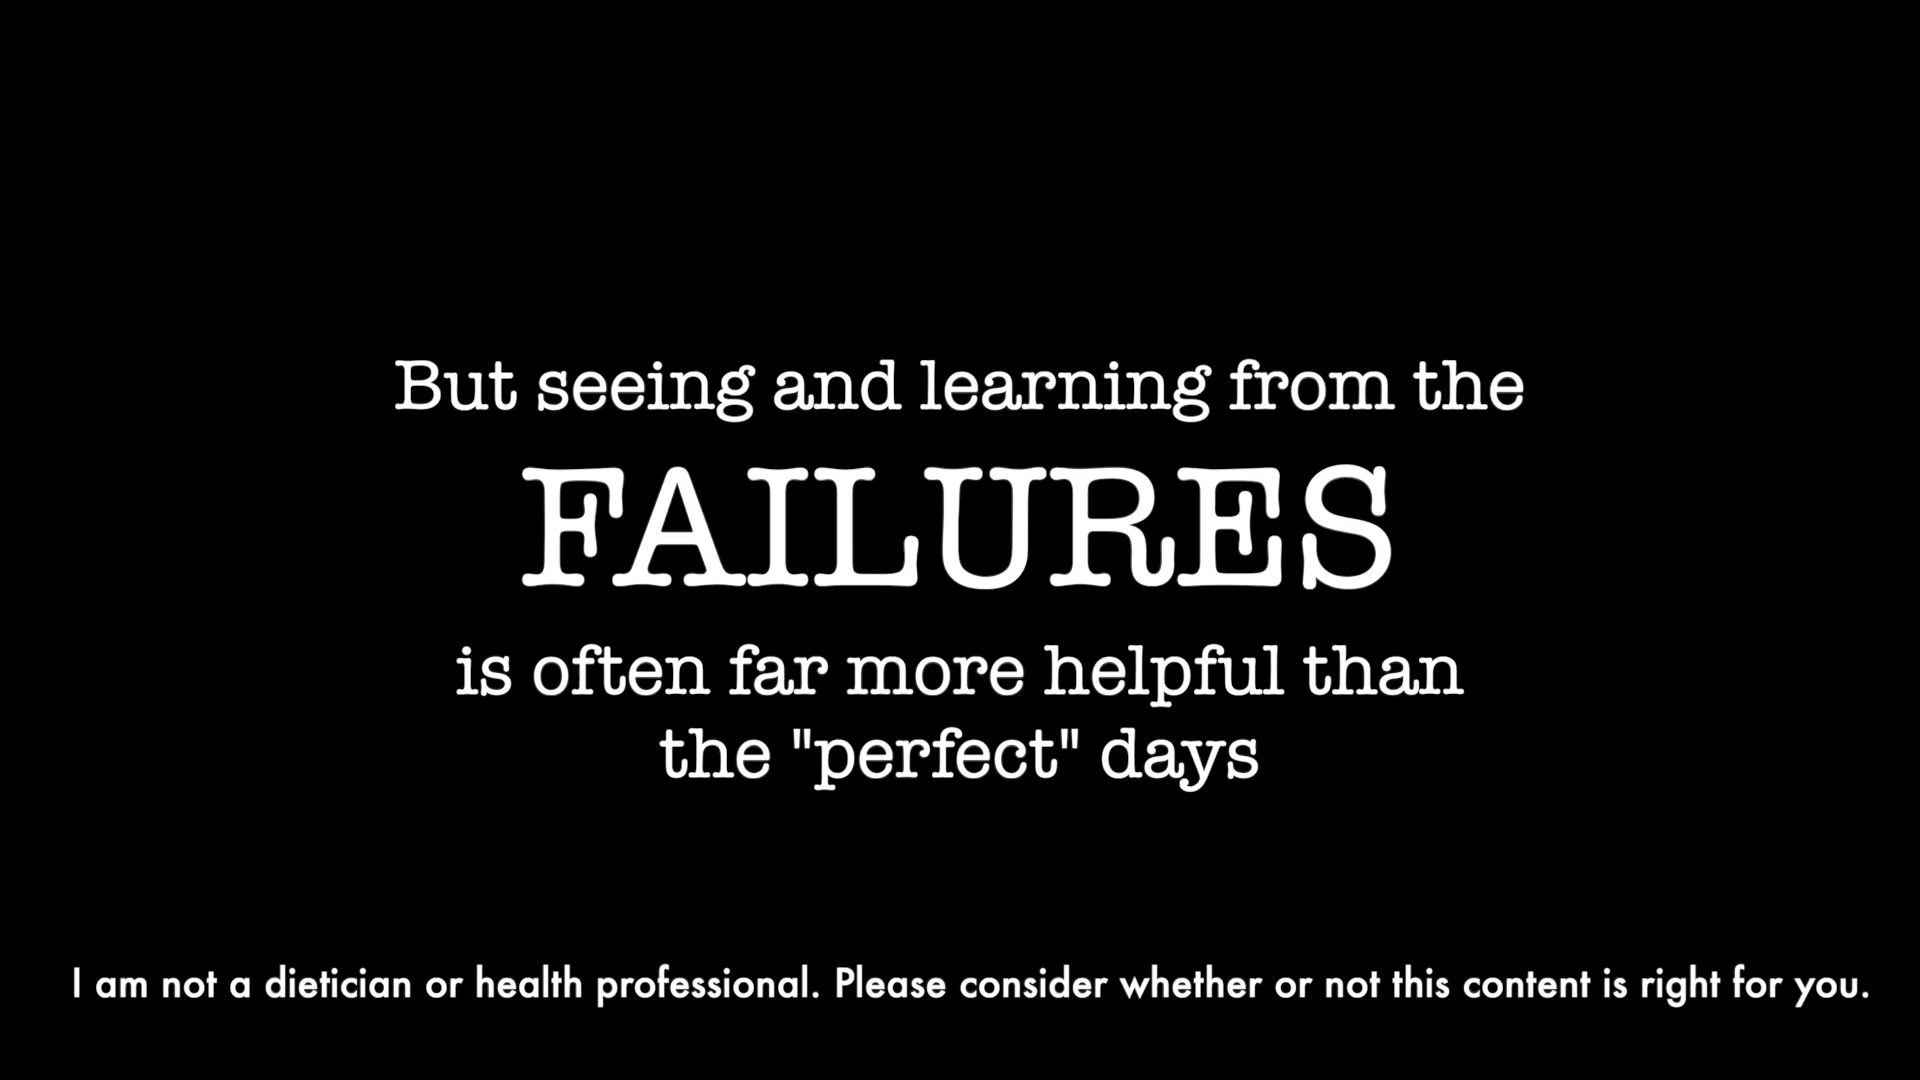 But seeing and learning from the
FAILURES
is often far more helpful than
the "perfect" days
I am not a dietician or health professional. Please consider whether or not this content is right for you.